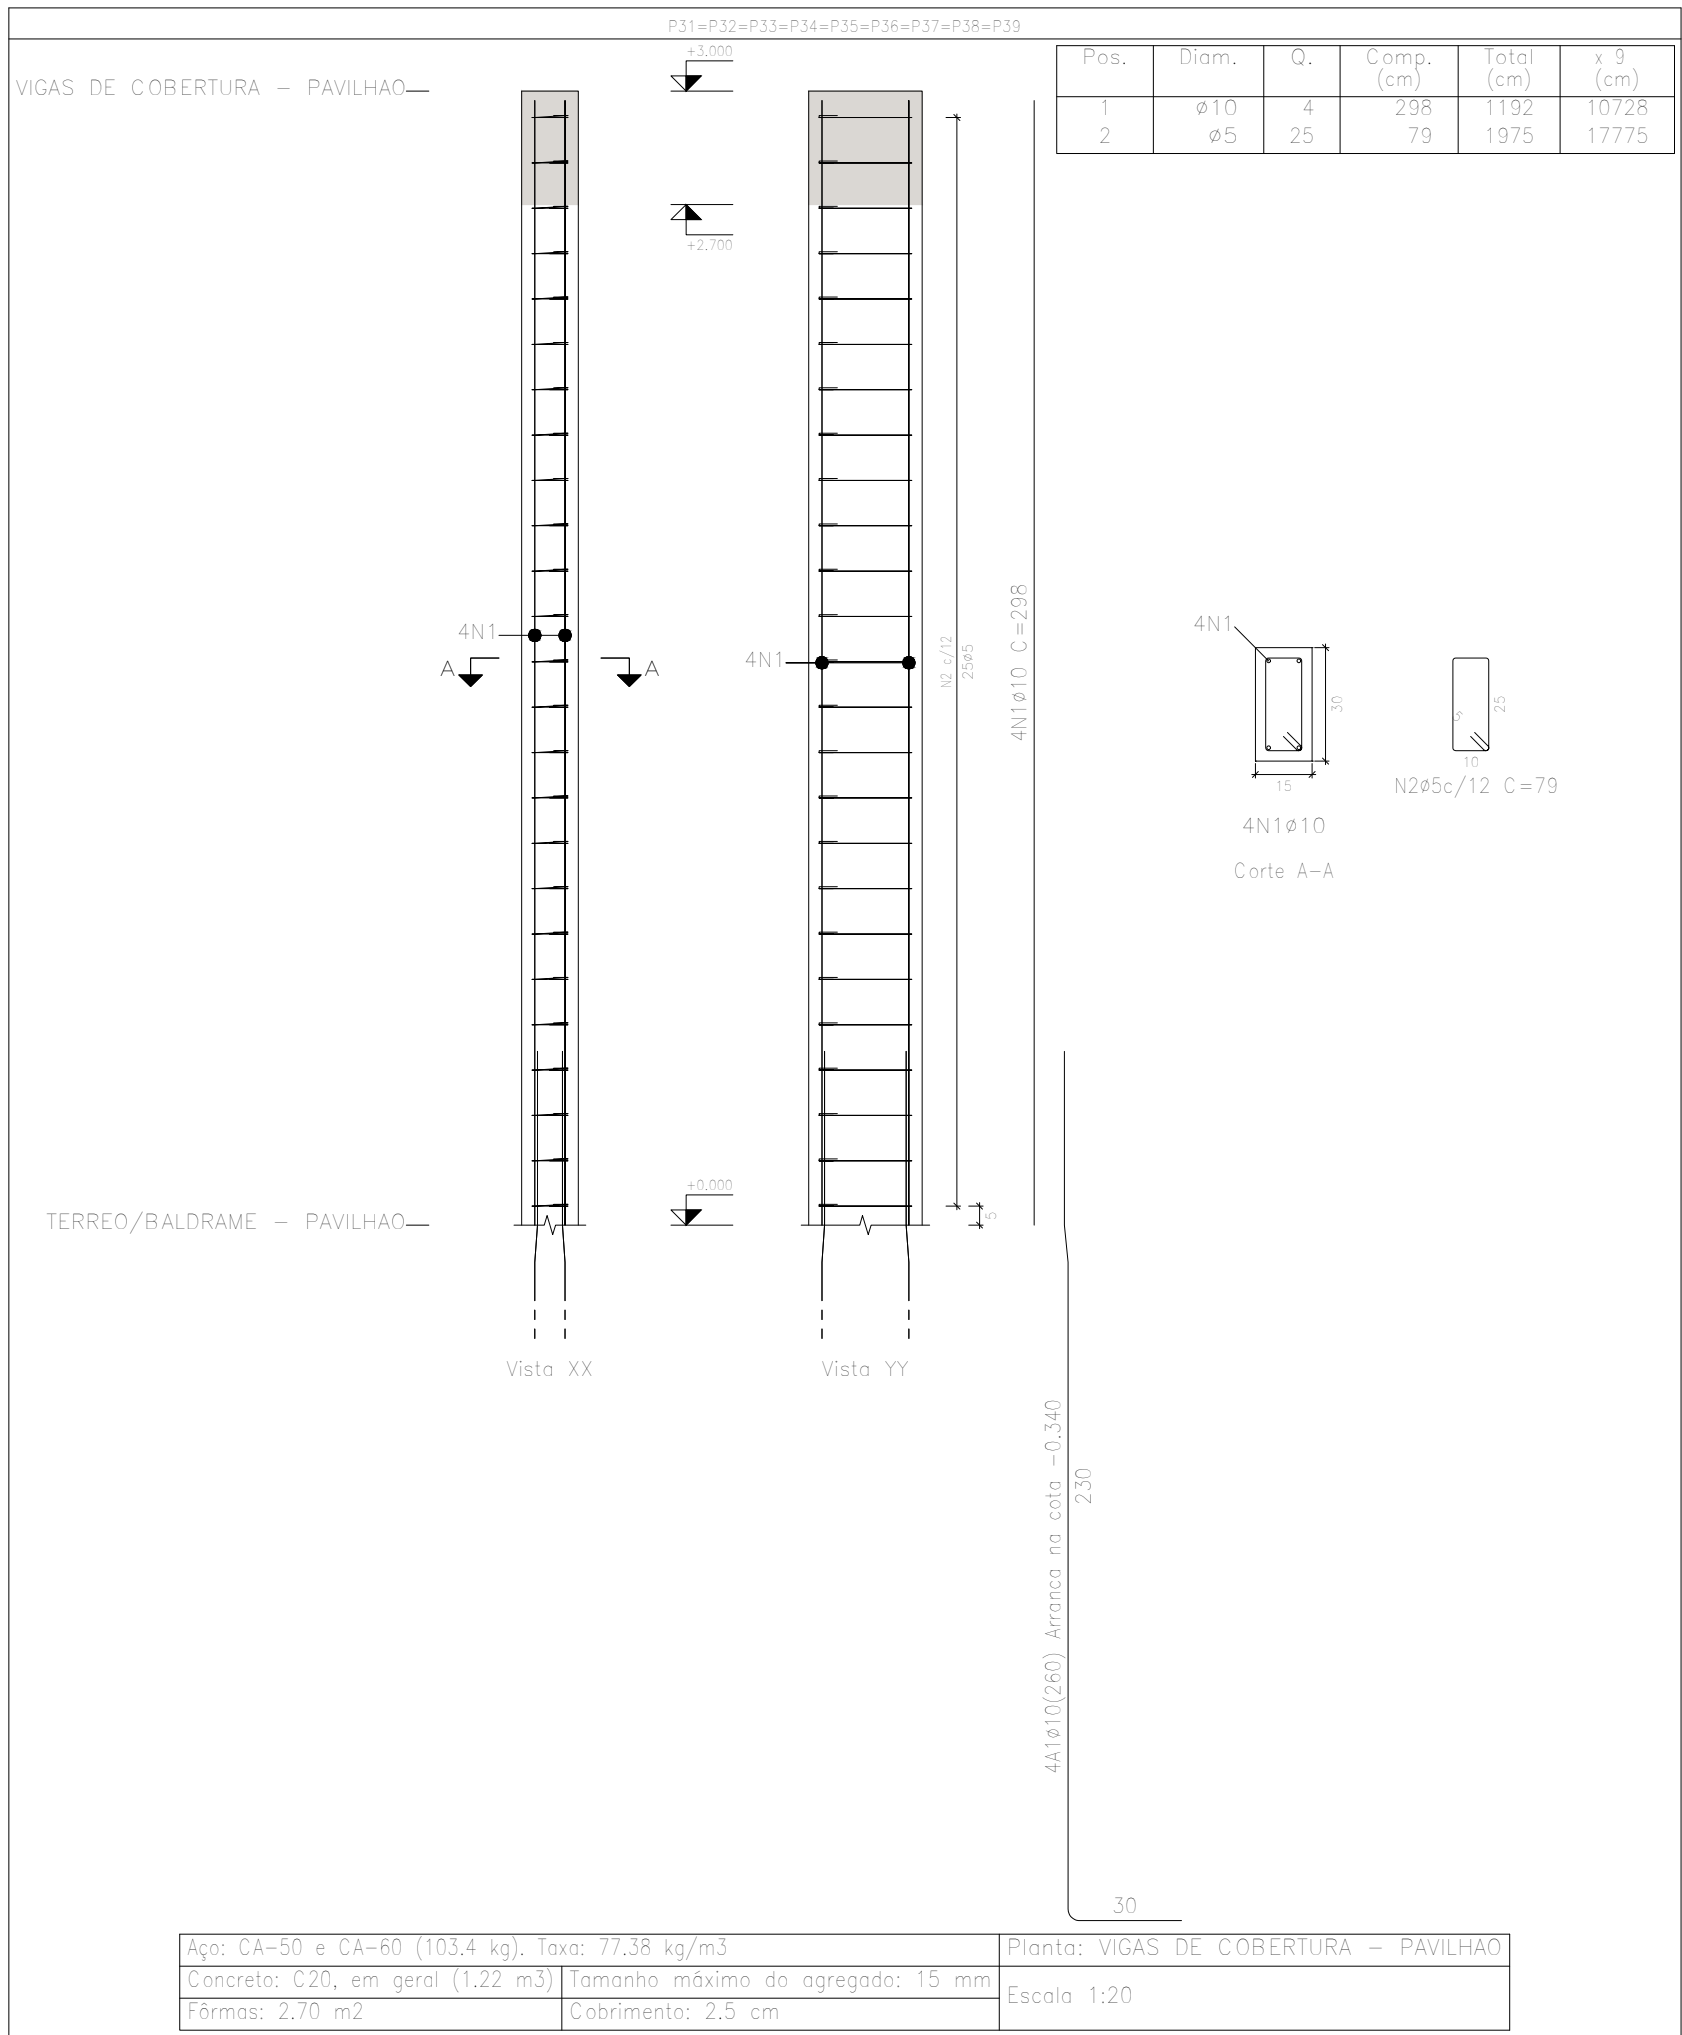 P31=P32=P33=P34=P35=P36=P37=P38=P39
+3.000
VIGAS DE COBERTURA - PAVILHAO
Pos. Diam. Q. Comp. (cm) Total (cm) x 9 (cm)
1 ø10 4 298 1192 10728
2 ø5 25 79 1975 17775
+2.700
4N1
A A
4N1
N2 c/12
25ø5
4N1ø10 C=298
4N1
30
15
4N1ø10
Corte A-A
5
25
10
N2ø5c/12 C=79
+0.000
TERREO/BALDRAME - PAVILHAO
5
Vista XX
Vista YY
4A1ø10(260) Arranca na cota -0.340
230
30
Aço: CA-50 e CA-60 (103.4 kg). Taxa: 77.38 kg/m3
Planta: VIGAS DE COBERTURA - PAVILHAO
Concreto: C20, em geral (1.22 m3)
Tamanho máximo do agregado: 15 mm
Escala 1:20
Fôrmas: 2.70 m2
Cobrimento: 2.5 cm